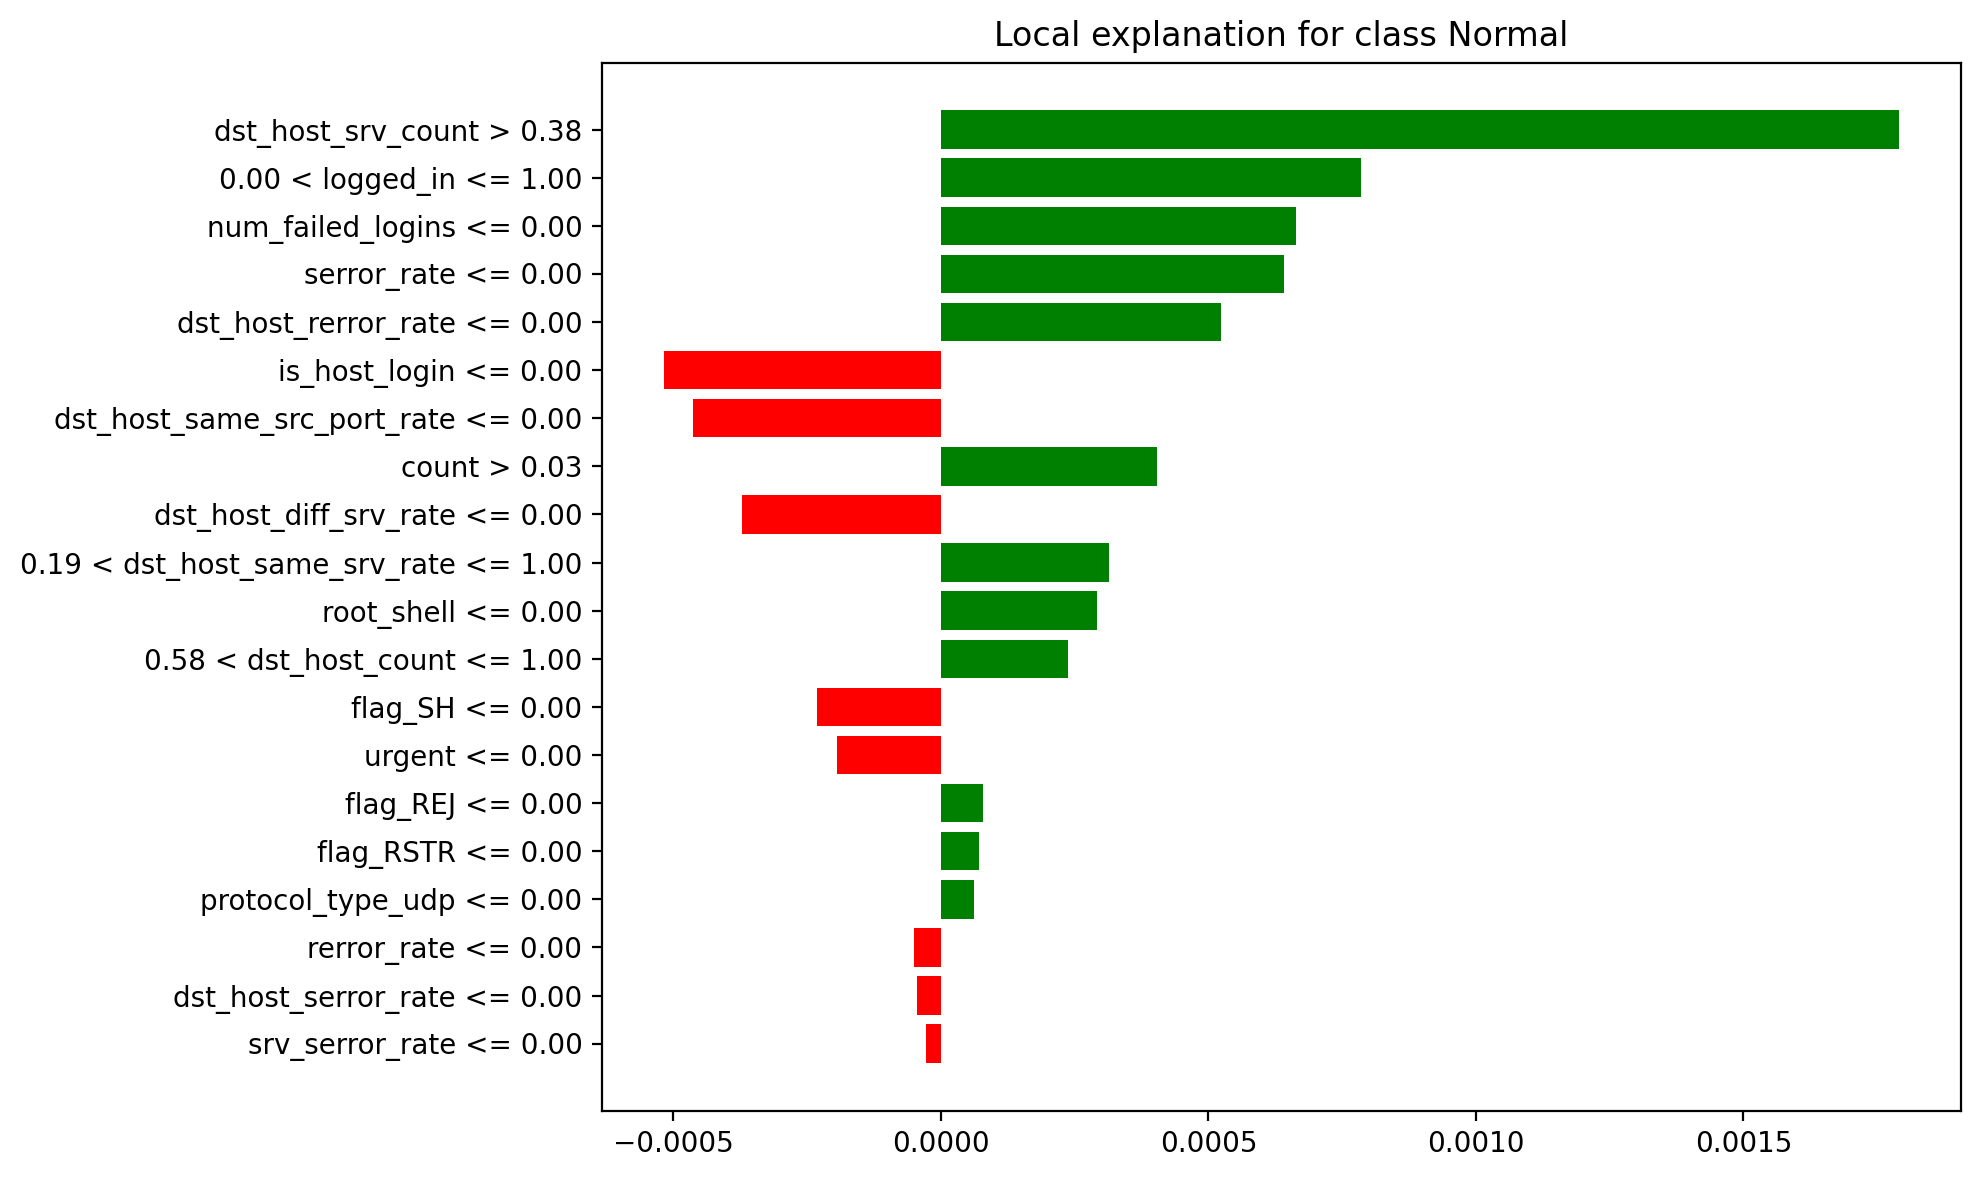 Local explanation for class Normal
dst_host_srv_count > 0.38
0.00 < logged_in <= 1.00
num_failed_logins <= 0.00
serror_rate <= 0.00
dst_host_rerror_rate <= 0.00
is_host_login <= 0.00
dst_host_same_src_port_rate <= 0.00
count > 0.03
dst_host_diff_srv_rate <= 0.00
0.19 < dst_host_same_srv_rate <= 1.00
root_shell <= 0.00
0.58 < dst_host_count <= 1.00
flag_SH <= 0.00
urgent <= 0.00
flag_REJ <= 0.00
flag_RSTR <= 0.00
protocol_type_udp <= 0.00
rerror_rate <= 0.00
dst_host_serror_rate <= 0.00
srv_serror_rate <= 0.00
−0.0005 0.0000 0.0005 0.0010 0.0015